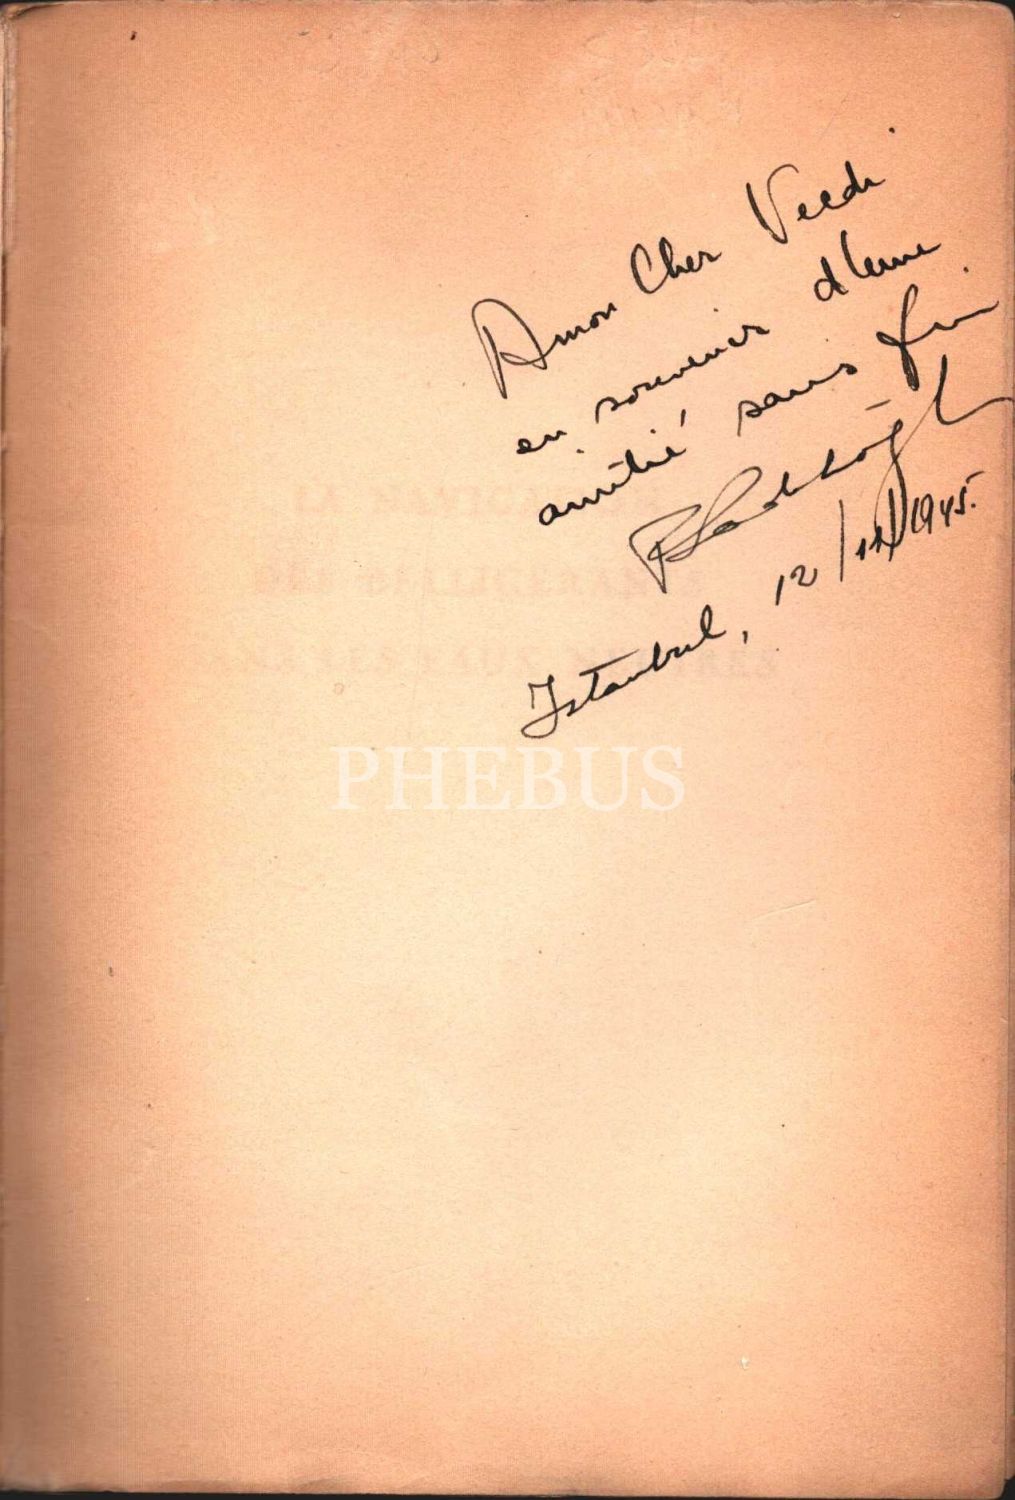 A mon Cher Vecdi
en souvenir d'une
amitié sans fin.
Istanbul, 12/11/1945.
PHEBUS